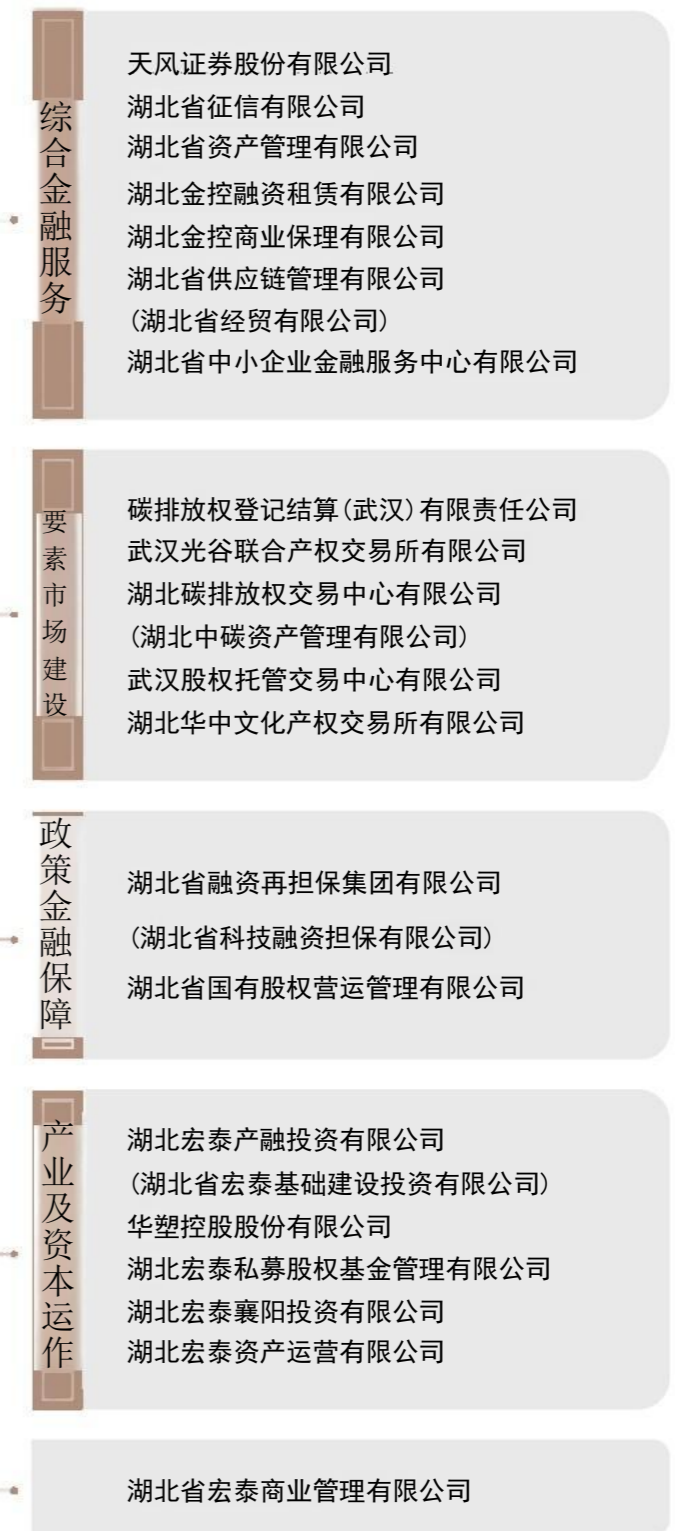 综合金融服务
天风证券股份有限公司
湖北省征信有限公司
湖北省资产管理有限公司
湖北金控融资租赁有限公司
湖北金控商业保理有限公司
湖北省供应链管理有限公司
(湖北省经贸有限公司)
湖北省中小企业金融服务中心有限公司
要素市场建设
碳排放权登记结算(武汉)有限责任公司
武汉光谷联合产权交易所有限公司
湖北碳排放权交易中心有限公司
(湖北中碳资产管理有限公司)
武汉股权托管交易中心有限公司
湖北华中文化产权交易所有限公司
政策金融保障
湖北省融资再担保集团有限公司
(湖北省科技融资担保有限公司)
湖北省国有股权营运管理有限公司
产业及资本运作
湖北宏泰产融投资有限公司
(湖北省宏泰基础建设投资有限公司)
华塑控股股份有限公司
湖北宏泰私募股权基金管理有限公司
湖北宏泰襄阳投资有限公司
湖北宏泰资产运营有限公司
湖北省宏泰商业管理有限公司